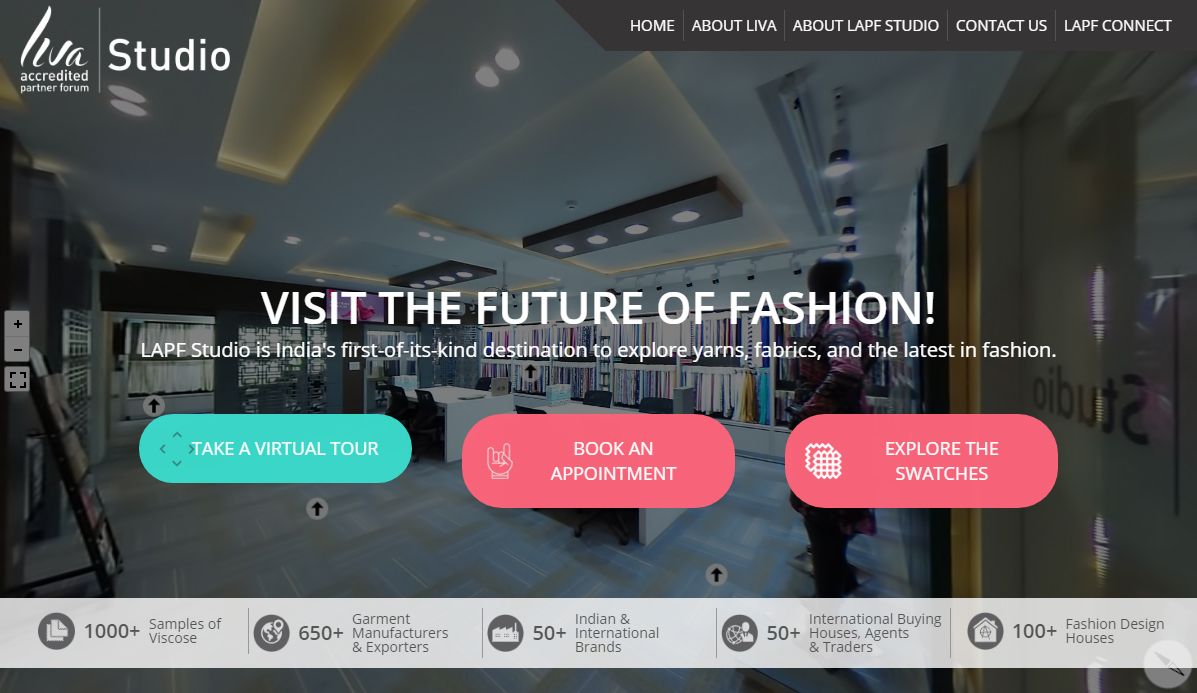 liva
accredited
partner forum
Studio
HOME
ABOUT LIVA
ABOUT LAPF STUDIO
CONTACT US
LAPF CONNECT
VISIT THE FUTURE OF FASHION!
LAPF Studio is India's first-of-its-kind destination to explore yarns, fabrics, and the latest in fashion.
+
-
TAKE A VIRTUAL TOUR
BOOK AN
APPOINTMENT
EXPLORE THE
SWATCHES
Studio
1000+
Samples of
Viscose
650+
Garment
Manufacturers
& Exporters
50+
Indian &
International
Brands
50+
International Buying
Houses, Agents
& Traders
100+
Fashion Design
Houses